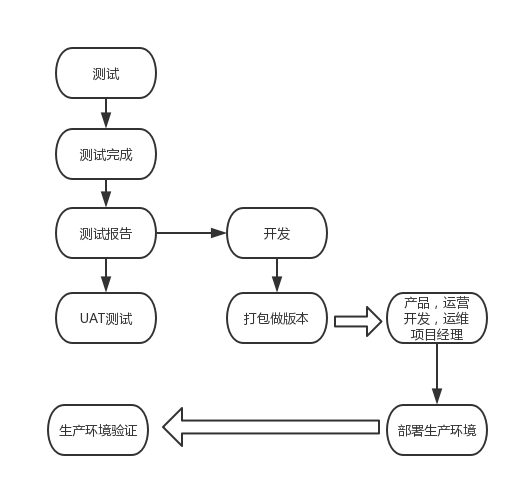 测试
测试完成
测试报告
开发
UAT测试
打包做版本
产品，运营
开发，运维
项目经理
生产环境验证
部署生产环境